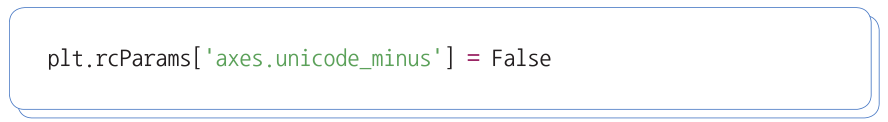 plt.rcParams['axes.unicode_minus'] = False